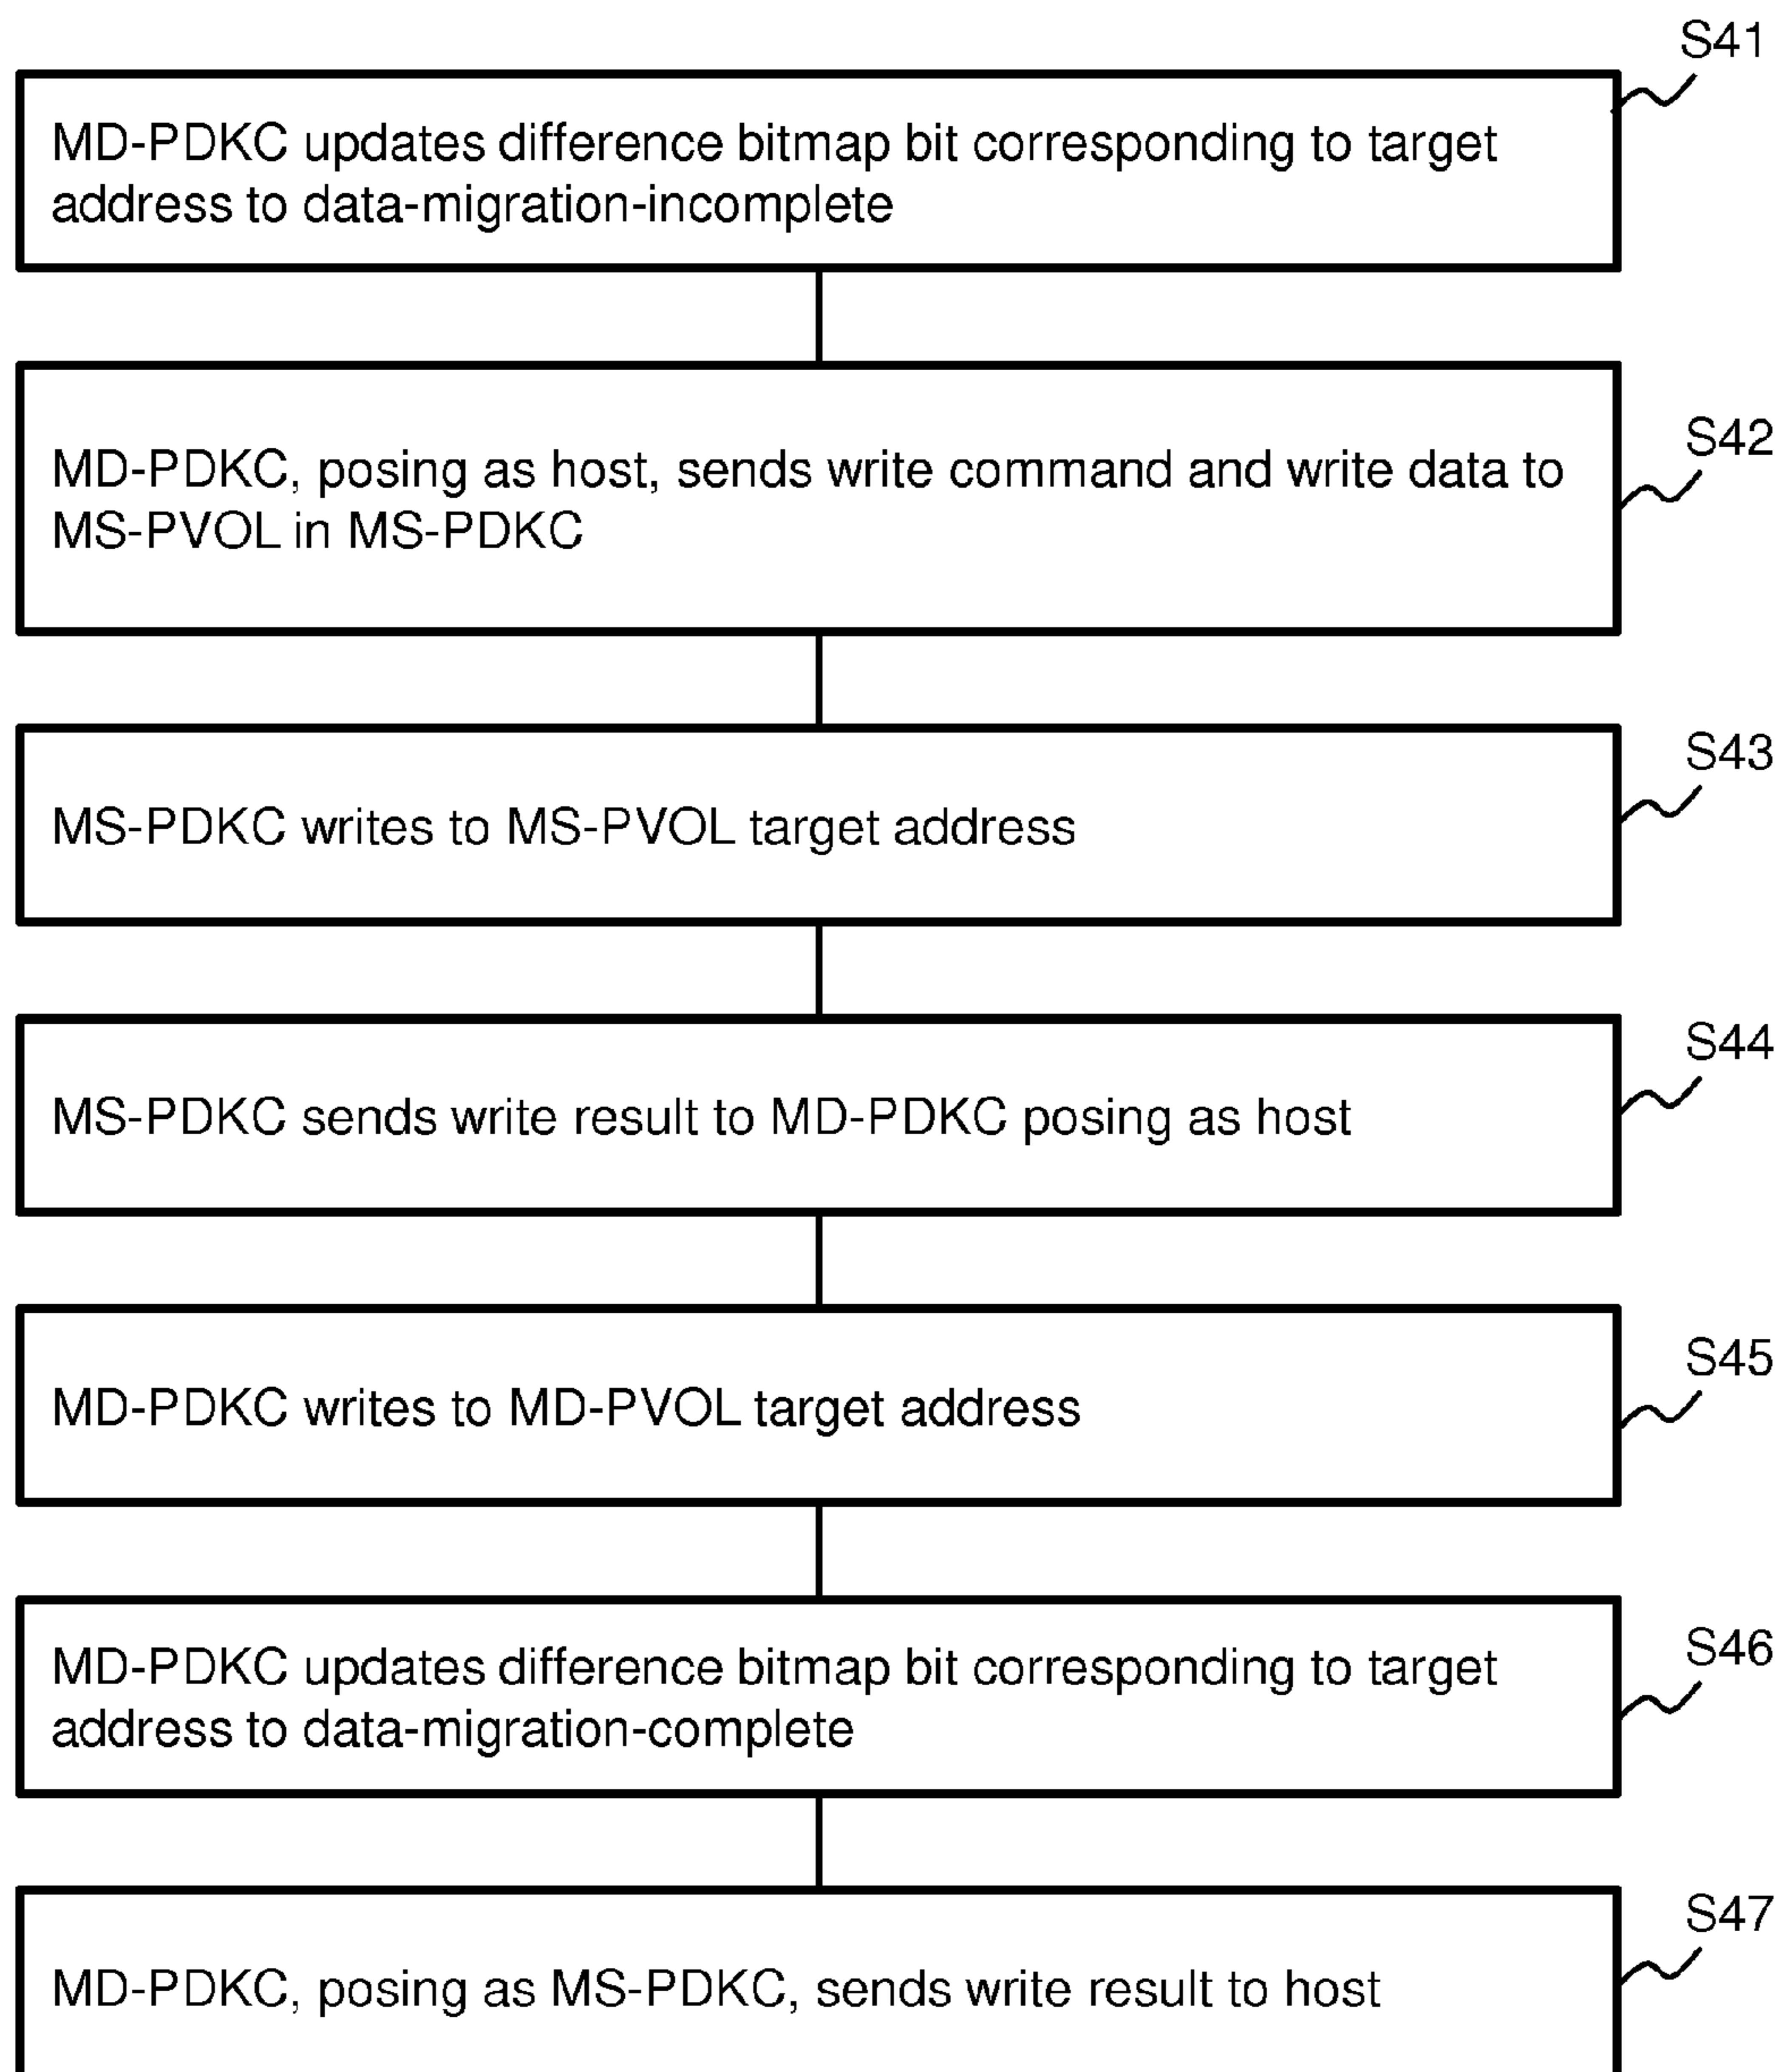 S41
MD-PDKC updates difference bitmap bit corresponding to target
address to data-migration-incomplete
S42
MD-PDKC, posing as host, sends write command and write data to
MS-PVOL in MS-PDKC
S43
MS-PDKC writes to MS-PVOL target address
S44
MS-PDKC sends write result to MD-PDKC posing as host
S45
MD-PDKC writes to MD-PVOL target address
S46
MD-PDKC updates difference bitmap bit corresponding to target
address to data-migration-complete
S47
MD-PDKC, posing as MS-PDKC, sends write result to host